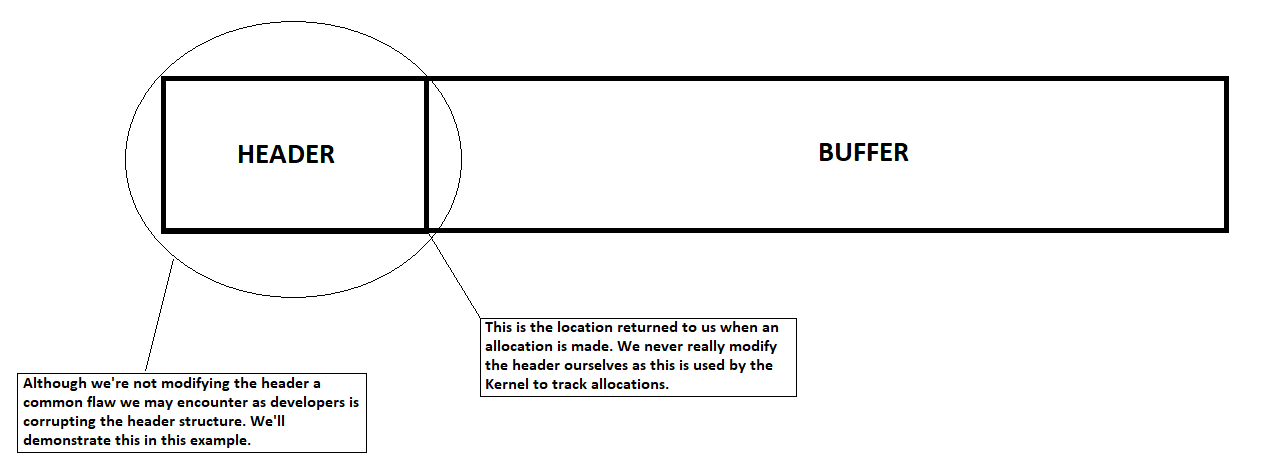 HEADER
BUFFER
This is the location returned to us when an
allocation is made. We never really modify
the header ourselves as this is used by the
Kernel to track allocations.
Although we're not modifying the header a
common flaw we may encounter as developers is
corrupting the header structure. We'll
demonstrate this in this example.